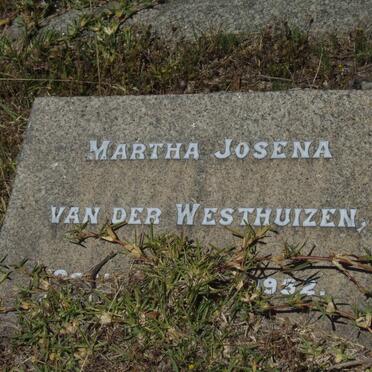 MARTHA JOSENA
VAN DER WESTHUIZEN,
1932.